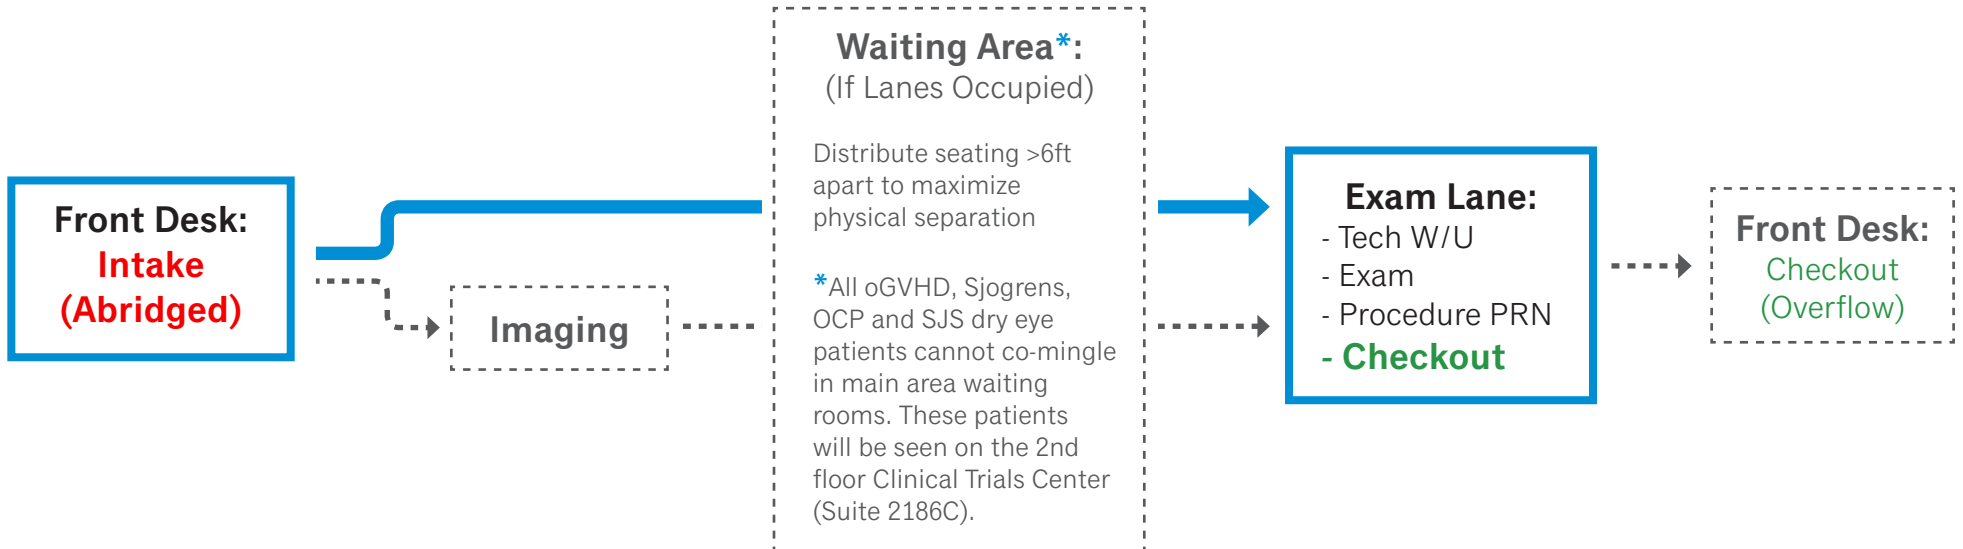 Front Desk:
Intake
(Abridged)
Imaging
Waiting Area*:
(If Lanes Occupied)
Distribute seating >6ft
apart to maximize
physical separation
*All oGVHD, Sjogrens,
OCP and SJS dry eye
patients cannot co-mingle
in main area waiting
rooms. These patients
will be seen on the 2nd
floor Clinical Trials Center
(Suite 2186C).
Exam Lane:
- Tech W/U
- Exam
- Procedure PRN
- Checkout
Front Desk:
Checkout
(Overflow)